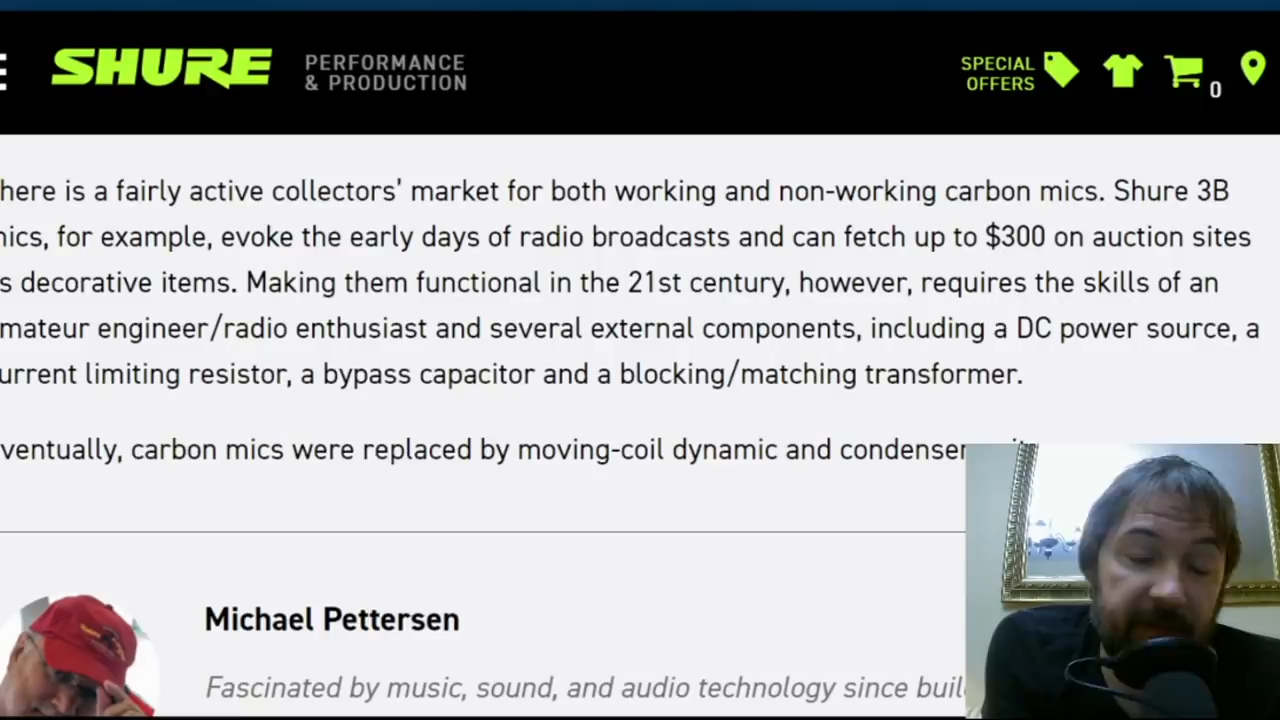 SHURE
PERFORMANCE
& PRODUCTION
SPECIAL
OFFERS
0
here is a fairly active collectors' market for both working and non-working carbon mics. Shure 3B
ics, for example, evoke the early days of radio broadcasts and can fetch up to $300 on auction sites
s decorative items. Making them functional in the 21st century, however, requires the skills of an
mateur engineer/radio enthusiast and several external components, including a DC power source, a
urrent limiting resistor, a bypass capacitor and a blocking/matching transformer.
ventually, carbon mics were replaced by moving-coil dynamic and condenser
Michael Pettersen
Fascinated by music, sound, and audio technology since buil